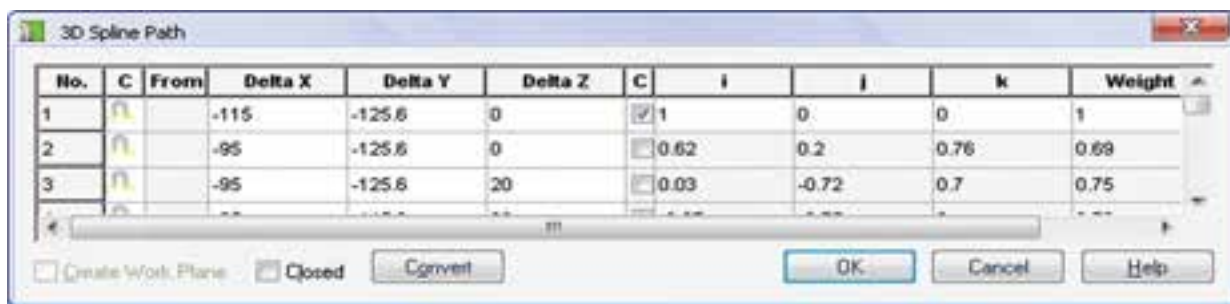 3D Spline Path
No. C From Delta X Delta Y Delta Z C i j k Weight
1 -115 -125.6 0 1 0 0 1
2 -95 -125.6 0 0.62 0.2 0.76 0.69
3 -95 -125.6 20 0.03 -0.72 0.7 0.75
Create Work Plane Closed Convert OK Cancel Help